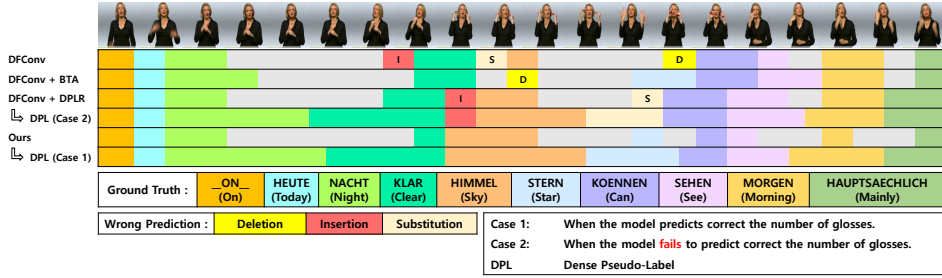 DFConv I S D
DFConv + BTA D
DFConv + DPLR I S
DPL (Case 2)
Ours
DPL (Case 1)
Ground Truth : __ON__ HEUTE NACHT KLAR HIMMEL STERN KOENNEN SEHEN MORGEN HAUPTSAECHLICH
(On) (Today) (Night) (Clear) (Sky) (Star) (Can) (See) (Morning) (Mainly)
Wrong Prediction : Deletion Insertion Substitution
Case 1: When the model predicts correct the number of glosses.
Case 2: When the model fails to predict correct the number of glosses.
DPL Dense Pseudo-Label